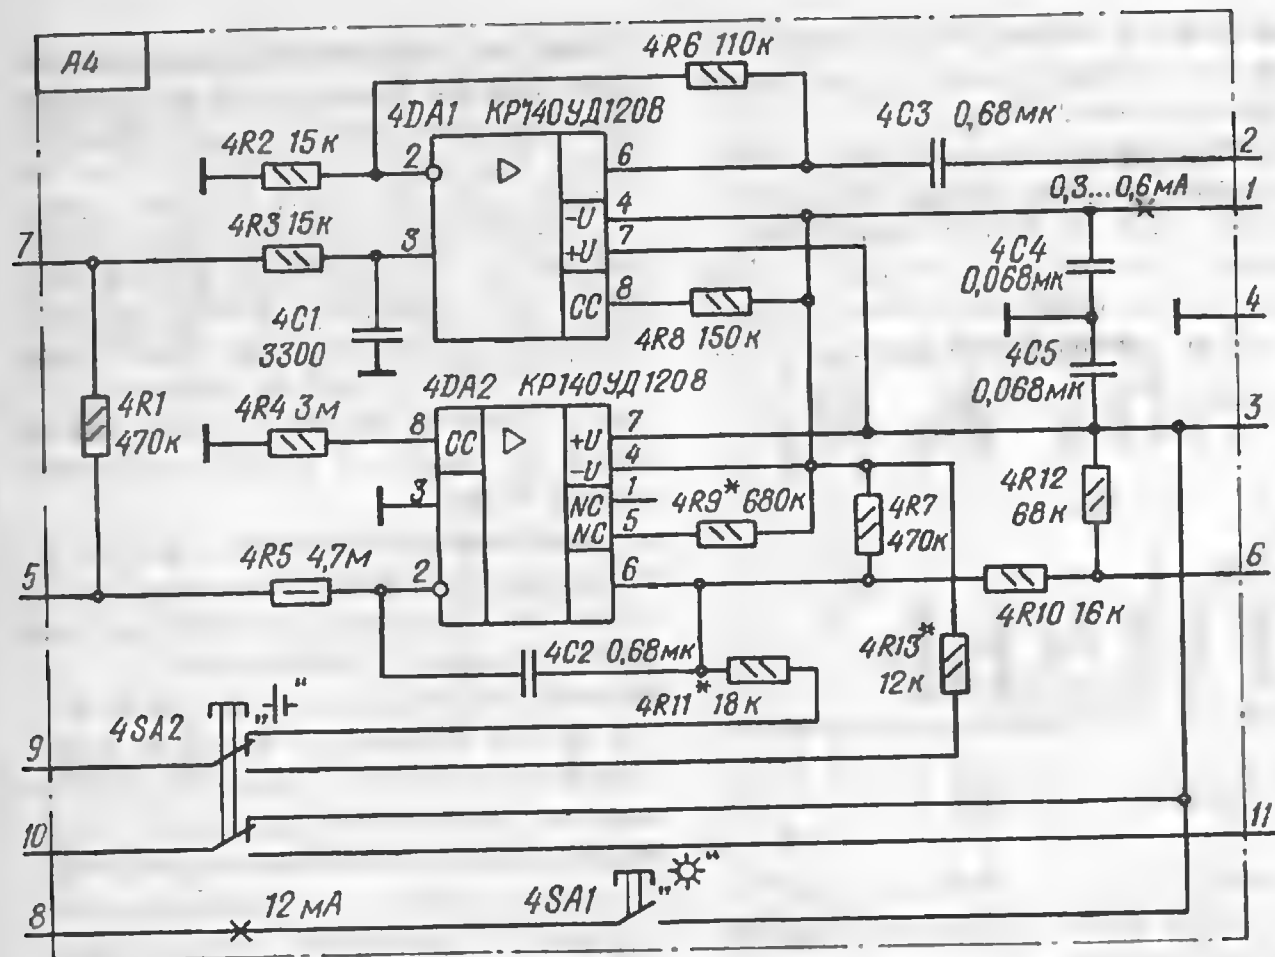 A4
4R6 110к
4DA1 КР140УД1208
4C3 0,68мк
4R2 15к
2
6
2
4
0,3...0,6мА
1
-U
4R3 15к
3
7
+U
7
4C4
0,068мк
8
CC
4
4C1
3300
4R8 150к
4C5
0,068мк
4DA2 КР140УД1208
4R1
470к
4R4 3м
8
CC
+U
7
3
-U
4
3
NC
1
4R9* 680к
4R7
470к
4R12
68к
NC
5
4R5 4,7м
2
6
5
6
4R10 16к
4C2 0,68мк
4R11* 18к
4R13*
12к
4SA2
„ “
9
10
11
4SA1
„ “
8
12мА